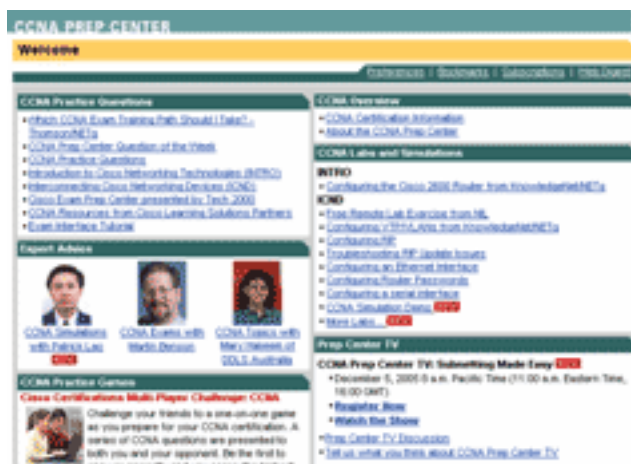 CCNA PREP CENTER
Welcome
Preferences | Bookmarks | Subscriptions | Help Digest
CCNA Practice Questions
Which CCNA Exam Training Path Should I Take? -
Thomson/NETg
CCNA Prep Center Question of the Week
CCNA Practice Questions
Introduction to Cisco Networking Technologies (INTRO)
Interconnecting Cisco Networking Devices (ICND)
Cisco Exam Prep Center presented by Tech 2000
CCNA Resources from Cisco Learning Solutions Partners
Exam Interface Tutorial
Expert Advice
CCNA Simulations
with Patrick Lao
CCNA Exams with
Martin Benson
CCNA Topics with
Mary
of
DDLS Australia
CCNA Practice Games
Cisco Certifications Multi-Player Challenge: CCNA
Challenge your friends to a one-on-one game
as you prepare for your CCNA certification. A
series of CCNA questions are presented to
both you and your opponent. Be the first to
CCNA Overview
CCNA Certification Information
About the CCNA Prep Center
CCNA Labs and Simulations
INTRO
Configuring the Cisco 2600 Router from KnowledgeNet/NETg
ICND
Free Remote Lab Exercise from NIL
Configuring VTP/VLANs from KnowledgeNet/NETg
Configuring RIP
Troubleshooting RIP Update Issues
Configuring an Ethernet Interface
Configuring Router Passwords
Configuring a serial interface
CCNA Simulation Demo
More Labs...
Prep Center TV
CCNA Prep Center TV: Subnetting Made Easy
December 5, 2005 8 a.m. Pacific Time (11:00 a.m. Eastern Time,
16:00 GMT)
Register Now
Watch the Show
Prep Center TV Discussion
Tell us what you think about CCNA Prep Center TV